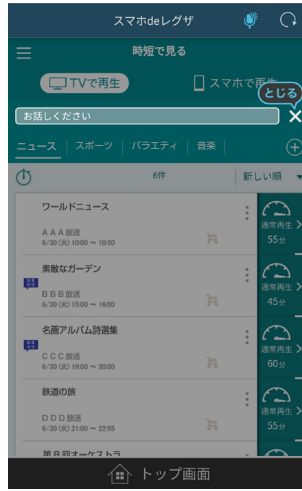 スマホdeレグザ
時短で見る
TVで再生
スマホで再生
とじる
お話しください
ニュース
スポーツ
バラエティ
音楽
6件
新しい順
ワールドニュース
AAA放送
6/30 (火) 10:00 ～ 10:50
通常再生
55分
素敵なガーデン
BBB放送
6/30 (火) 15:00 ～ 16:00
通常再生
45分
名画アルバム詩選集
CCC放送
6/30 (火) 19:00 ～ 20:00
通常再生
60分
鉄道の旅
DDD放送
6/30 (火) 21:00 ～ 22:55
通常再生
55分
第8回オーケストラ
トップ画面